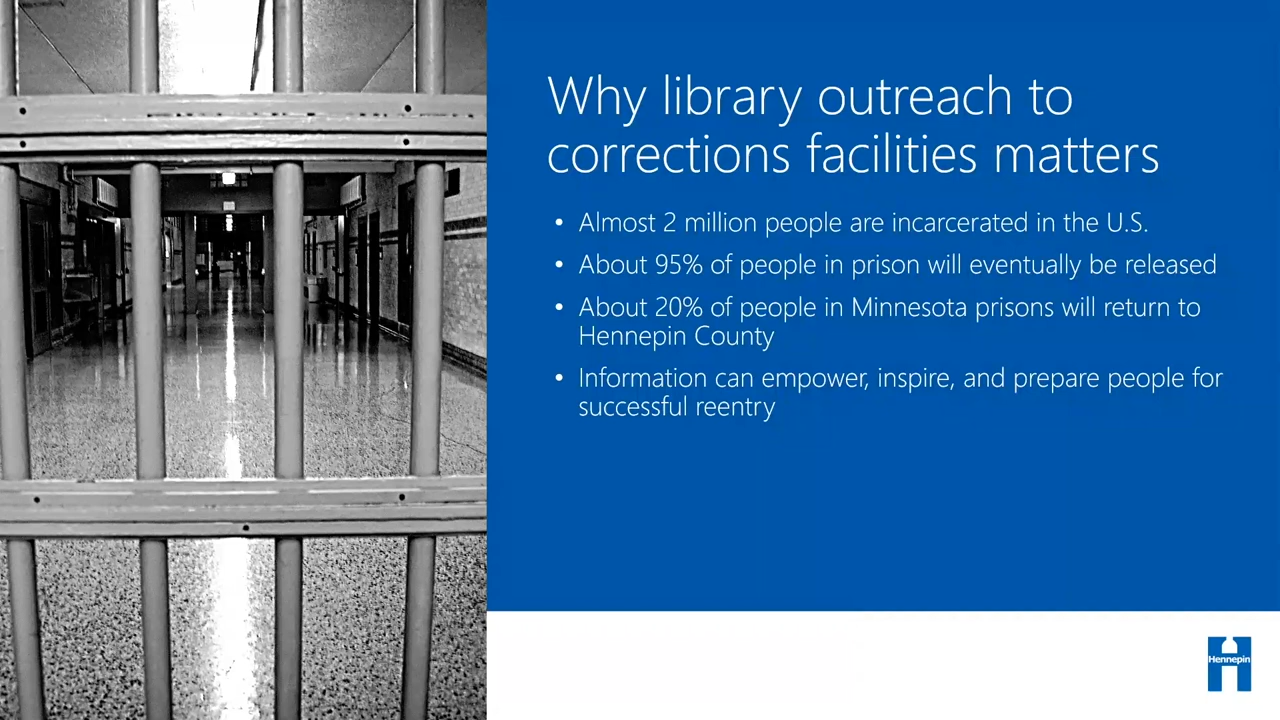 Why library outreach to
corrections facilities matters
• Almost 2 million people are incarcerated in the U.S.
• About 95% of people in prison will eventually be released
• About 20% of people in Minnesota prisons will return to
Hennepin County
• Information can empower, inspire, and prepare people for
successful reentry
Hennepin